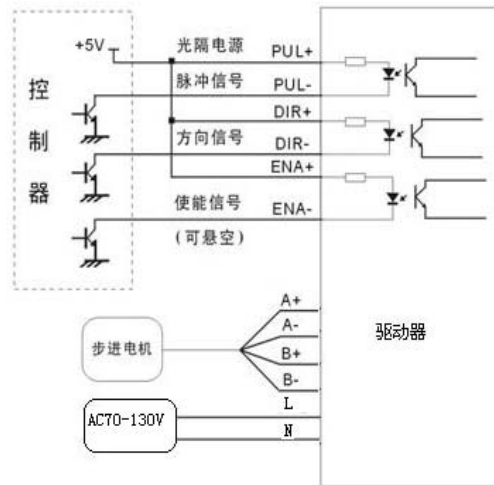 +5V
光隔电源
PUL+
脉冲信号
PUL-
DIR+
方向信号
DIR-
ENA+
使能信号
ENA-
(可悬空)
控制器
A+
A-
B+
B-
L
N
步进电机
AC70-130V
驱动器